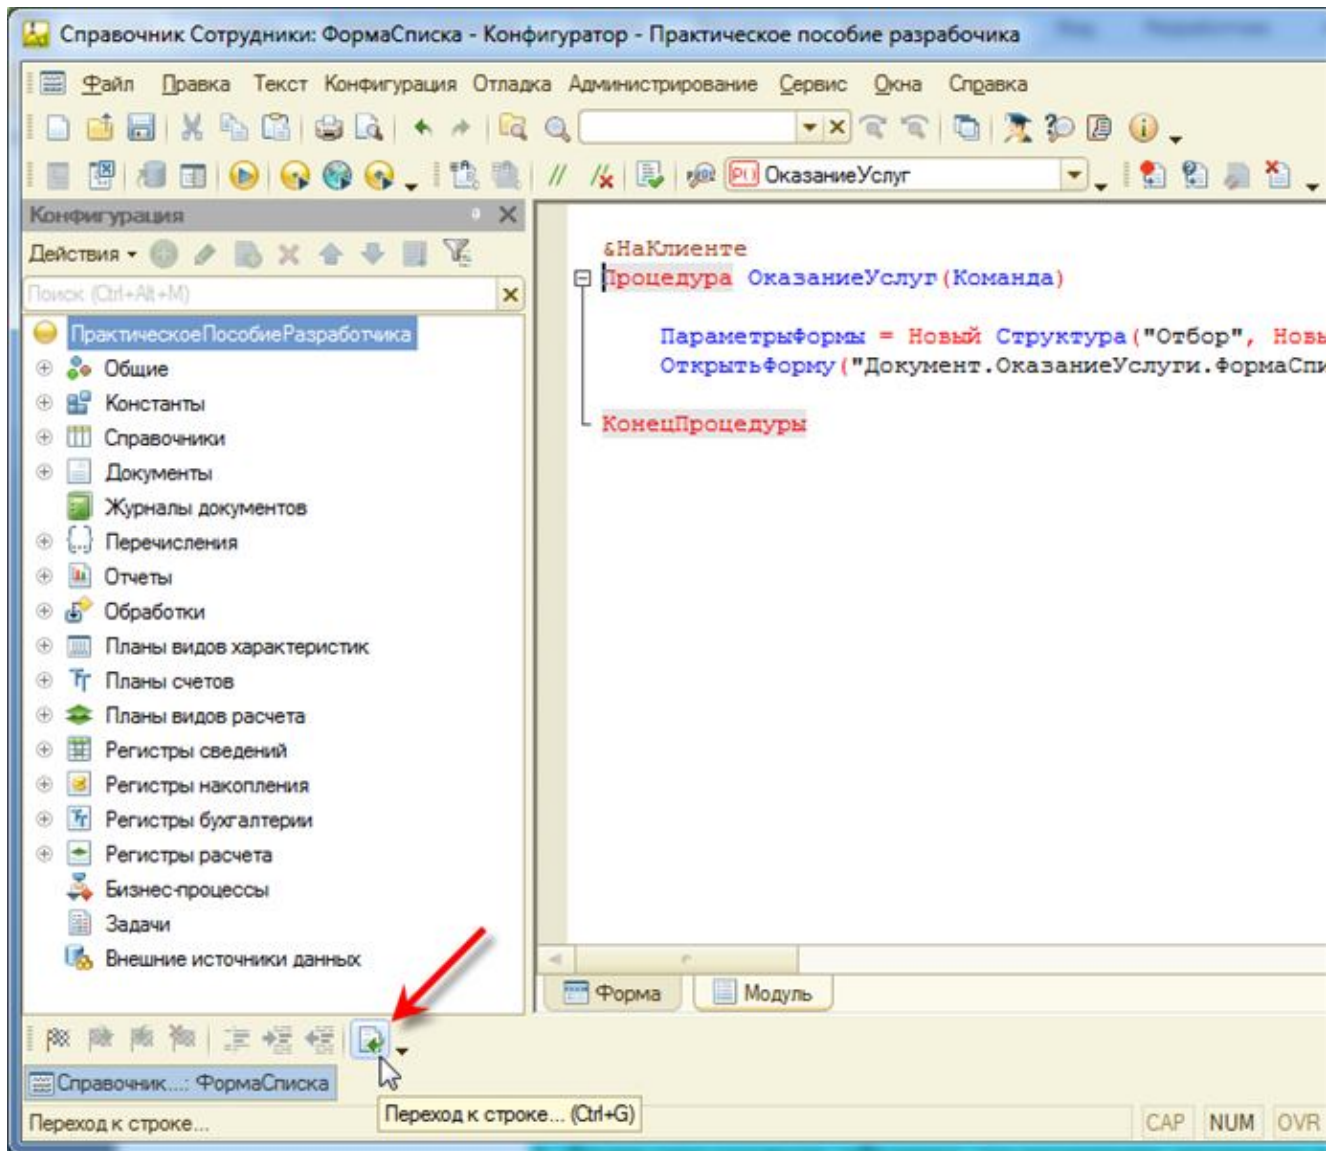 Справочник Сотрудники: ФормаСписка - Конфигуратор - Практическое пособие разрабочика
Файл Правка Текст Конфигурация Отладка Администрирование Сервис Окна Справка
ОказаниеУслуг
Конфигурация
Действия
Поиск (Ctrl+Alt+M)
ПрактическоеПособиеРазработчика
Общие
Константы
Справочники
Документы
Журналы документов
Перечисления
Отчеты
Обработки
Планы видов характеристик
Планы счетов
Планы видов расчета
Регистры сведений
Регистры накопления
Регистры бухгалтерии
Регистры расчета
Бизнес-процессы
Задачи
Внешние источники данных
&НаКлиенте
Процедура ОказаниеУслуг(Команда)
ПараметрыФормы = Новый Структура("Отбор", Новы
ОткрытьФорму("Документ.ОказаниеУслуги.ФормаСпи
КонецПроцедуры
Форма Модуль
Справочник...: ФормаСписка
Переход к строке... (Ctrl+G)
Переход к строке...
CAP NUM OVR